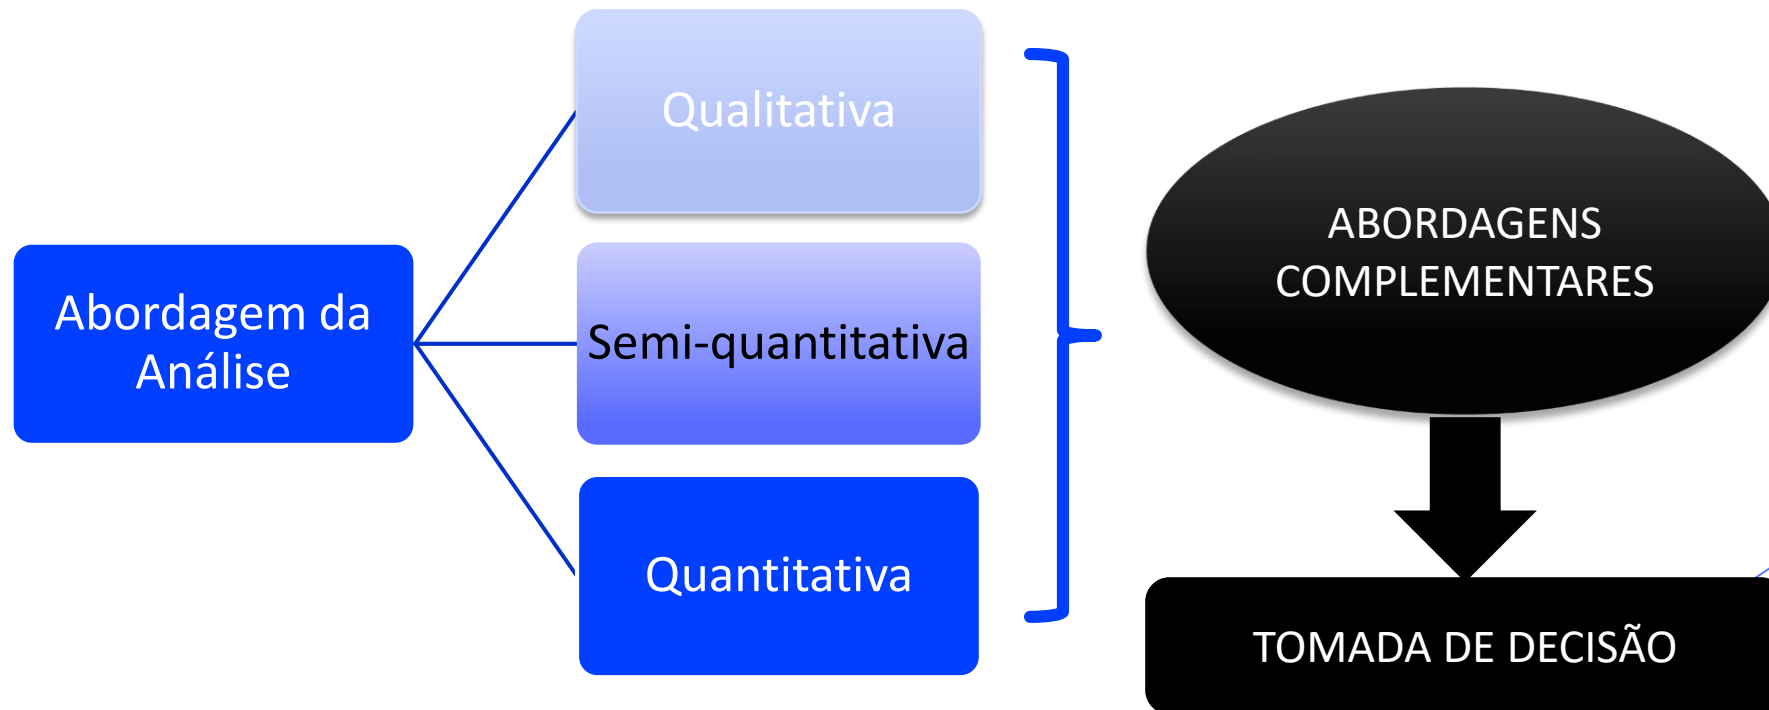 Abordagem da
Análise
Qualitativa
Semi-quantitativa
Quantitativa
ABORDAGENS
COMPLEMENTARES
TOMADA DE DECISÃO